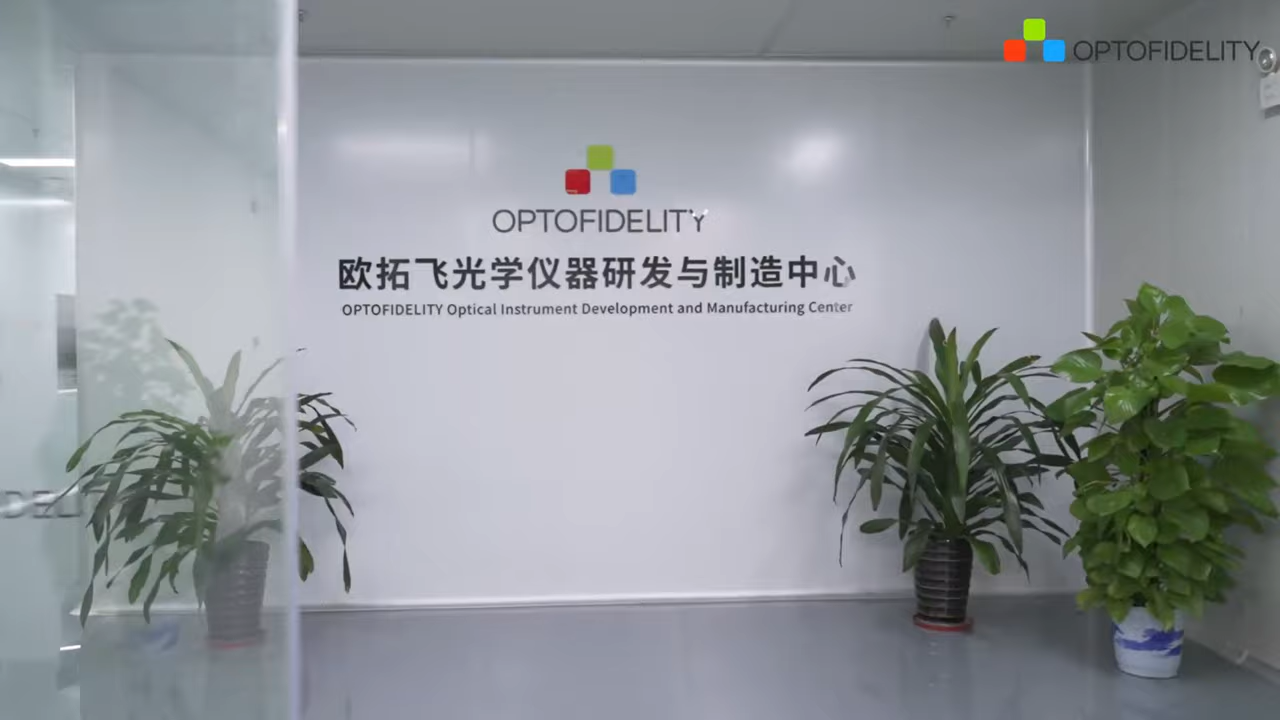 OPTOFIDELITY
OPTOFIDELITY
欧拓飞光学仪器研发与制造中心
OPTOFIDELITY Optical Instrument Development and Manufacturing Center